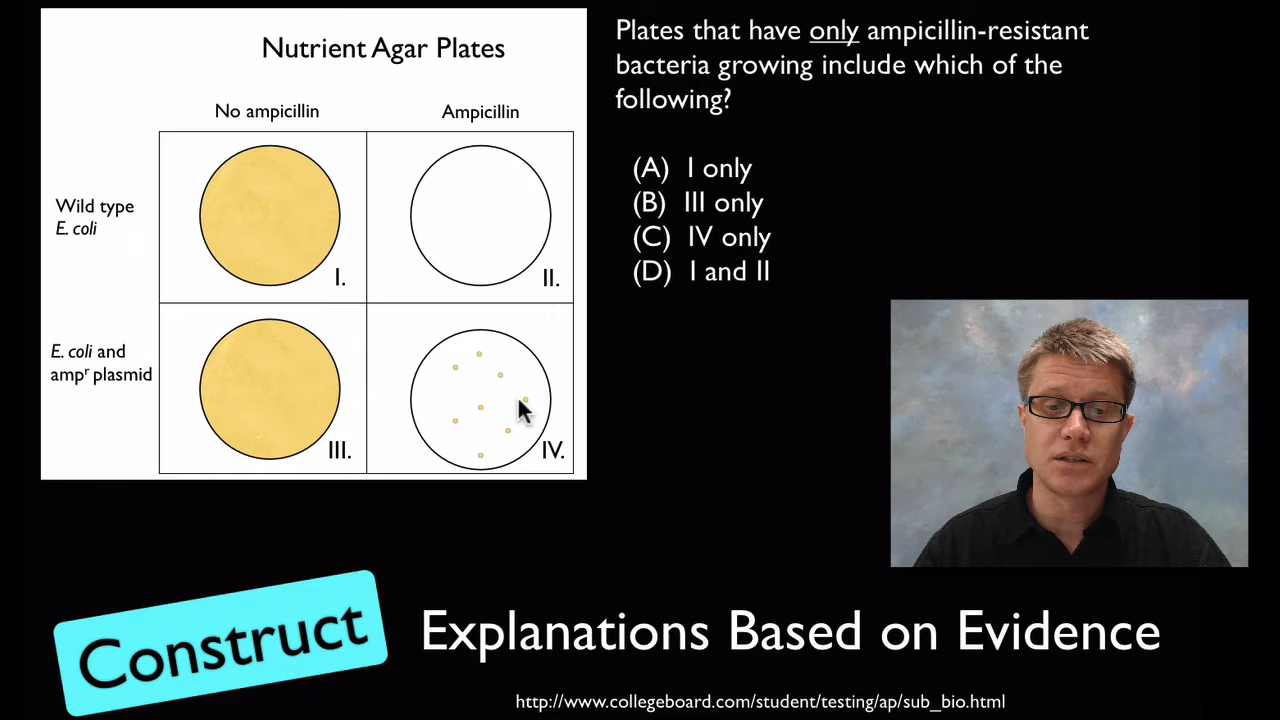 Nutrient Agar Plates
No ampicillin
Ampicillin
Wild type
E. coli
I.
II.
E. coli and
ampʳ plasmid
III.
IV.
Plates that have only ampicillin-resistant
bacteria growing include which of the
following?
(A) I only
(B) III only
(C) IV only
(D) I and II
Construct
Explanations Based on Evidence
http://www.collegeboard.com/student/testing/ap/sub_bio.html